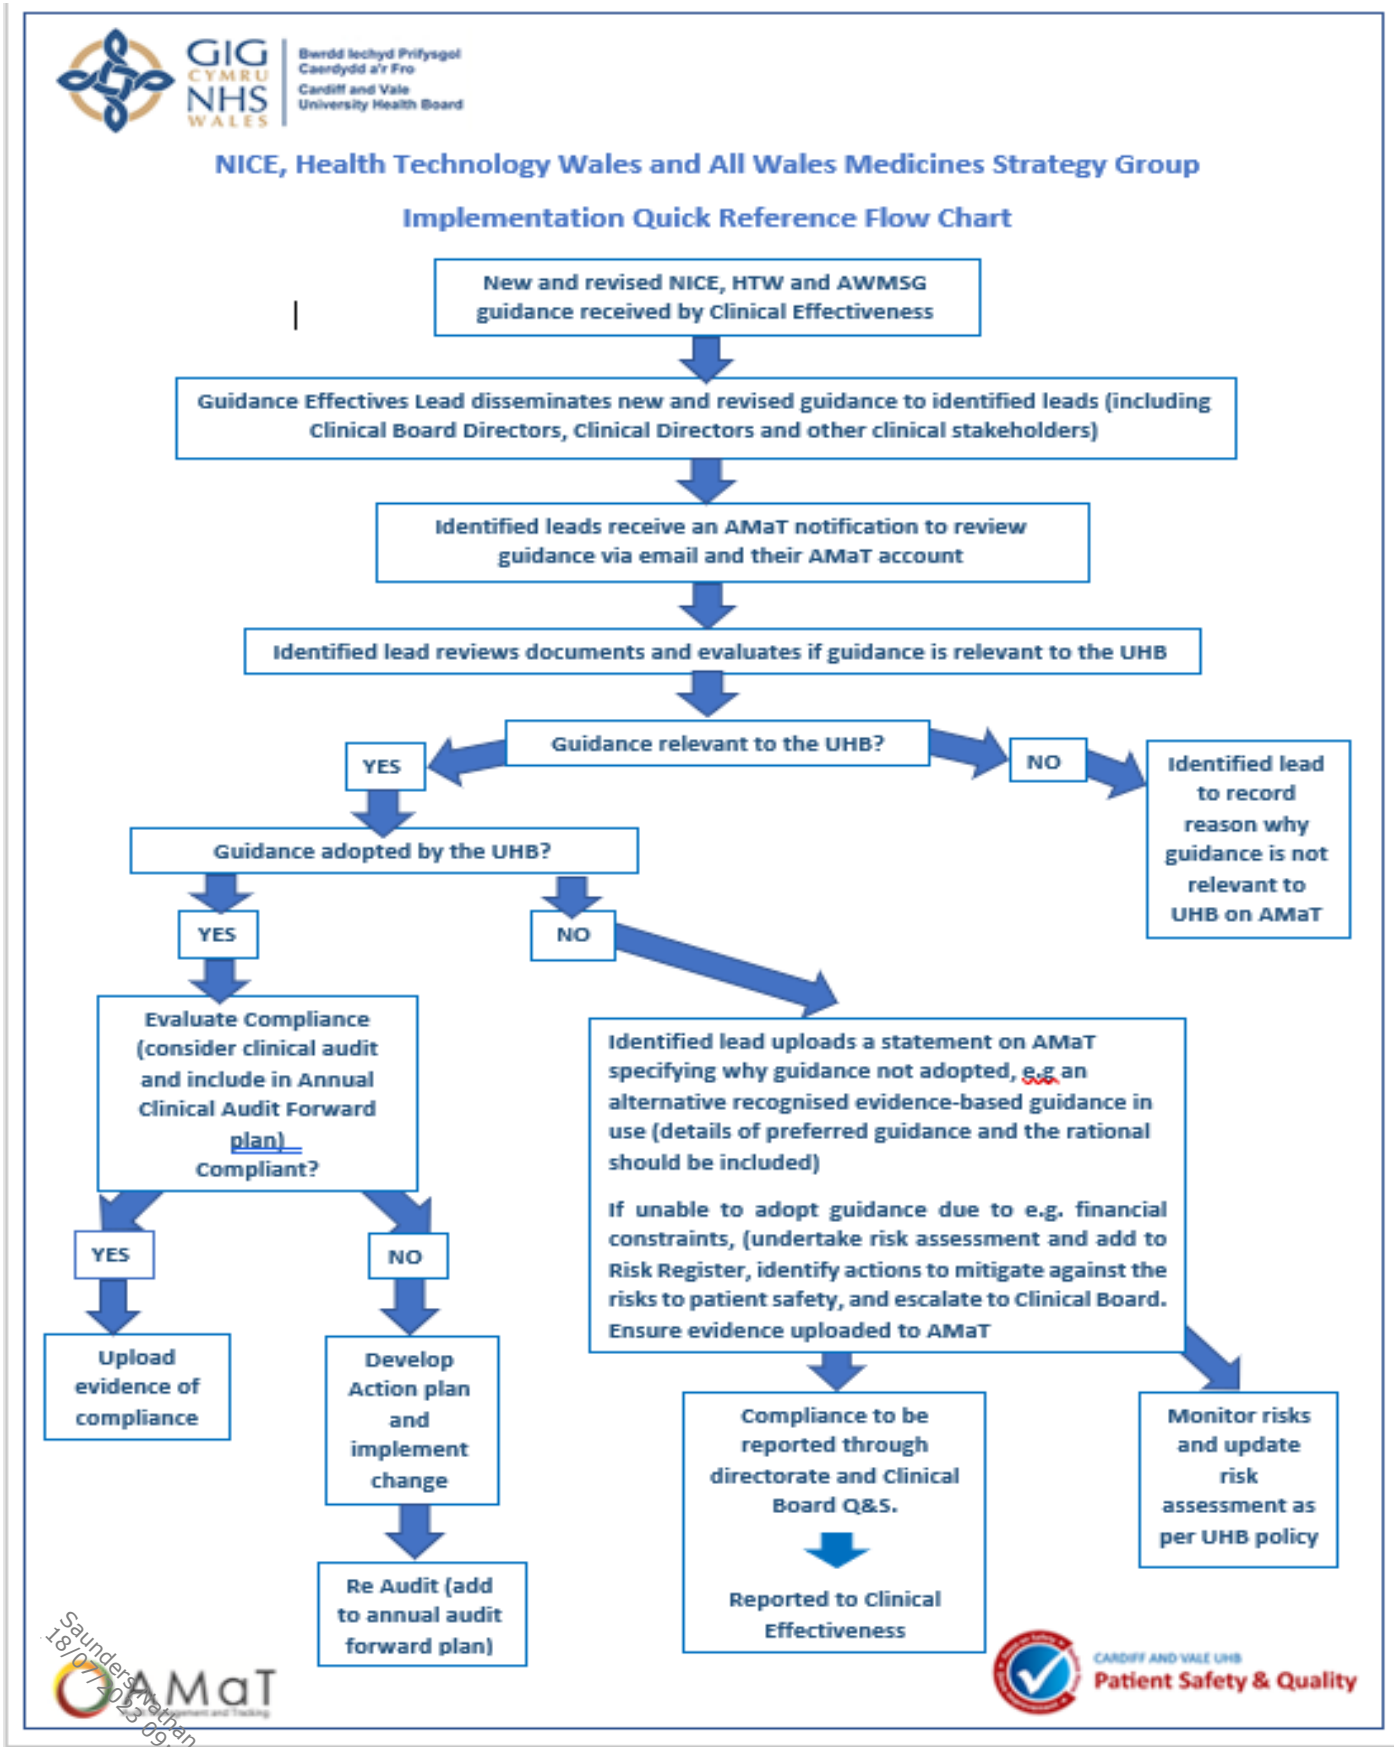 GIG
CYMRU
NHS
WALES
Bwrdd Iechyd Prifysgol
Caerdydd a'r Fro
Cardiff and Vale
University Health Board
NICE, Health Technology Wales and All Wales Medicines Strategy Group
Implementation Quick Reference Flow Chart
New and revised NICE, HTW and AWMSG
guidance received by Clinical Effectiveness
Guidance Effectives Lead disseminates new and revised guidance to identified leads (including
Clinical Board Directors, Clinical Directors and other clinical stakeholders)
Identified leads receive an AMaT notification to review
guidance via email and their AMaT account
Identified lead reviews documents and evaluates if guidance is relevant to the UHB
Guidance relevant to the UHB?
YES
NO
Identified lead
to record
reason why
guidance is not
relevant to
UHB on AMaT
Guidance adopted by the UHB?
YES
NO
Evaluate Compliance
(consider clinical audit
and include in Annual
Clinical Audit Forward
plan)
Compliant?
Identified lead uploads a statement on AMaT
specifying why guidance not adopted, e.g an
alternative recognised evidence-based guidance in
use (details of preferred guidance and the rational
should be included)
If unable to adopt guidance due to e.g. financial
constraints, (undertake risk assessment and add to
Risk Register, identify actions to mitigate against the
risks to patient safety, and escalate to Clinical Board.
Ensure evidence uploaded to AMaT
YES
NO
Upload
evidence of
compliance
Develop
Action plan
and
implement
change
Re Audit (add
to annual audit
forward plan)
Compliance to be
reported through
directorate and Clinical
Board Q&S.
Reported to Clinical
Effectiveness
Monitor risks
and update
risk
assessment as
per UHB policy
Saunders, Nathan
18/07/2023 09:
AMaT
Management and Tracking
CARDIFF AND VALE UHB
Patient Safety & Quality